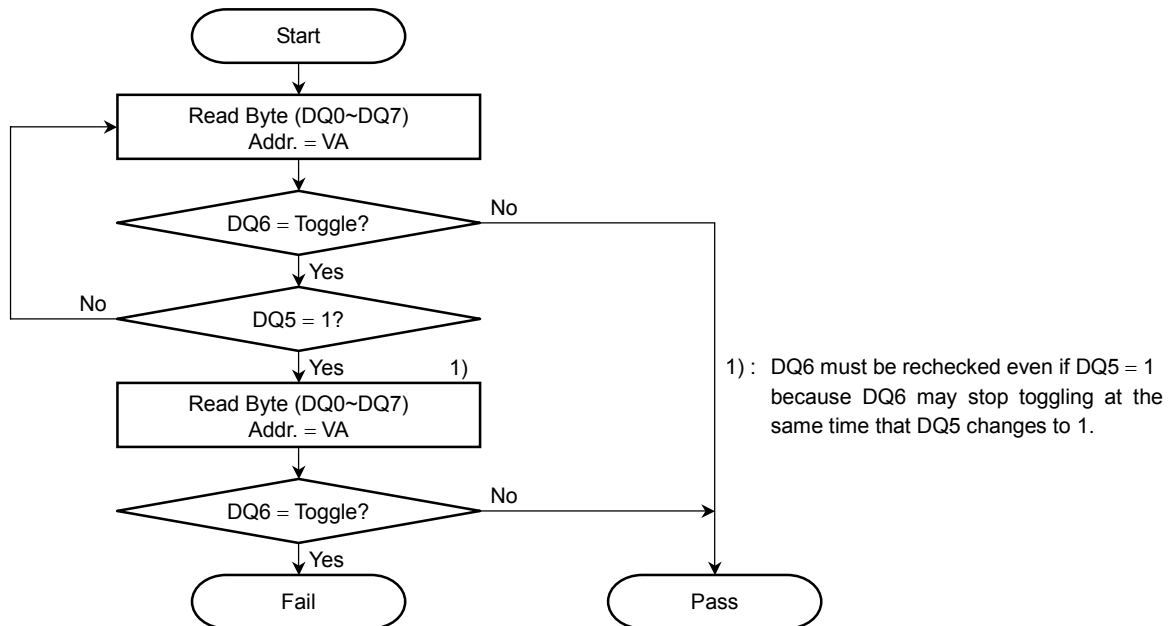 Start
Read Byte (DQ0~DQ7)
Addr. = VA
DQ6 = Toggle?
No
Yes
No
DQ5 = 1?
Yes
1)
Read Byte (DQ0~DQ7)
Addr. = VA
1) : DQ6 must be rechecked even if DQ5 = 1
because DQ6 may stop toggling at the
same time that DQ5 changes to 1.
DQ6 = Toggle?
No
Yes
Fail
Pass